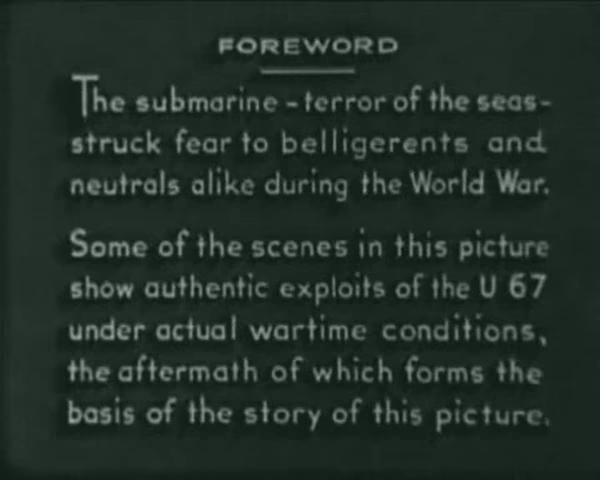 FOREWORD
The submarine - terror of the seas-
struck fear to belligerents and
neutrals alike during the World War.
Some of the scenes in this picture
show authentic exploits of the U 67
under actual wartime conditions,
the aftermath of which forms the
basis of the story of this picture.